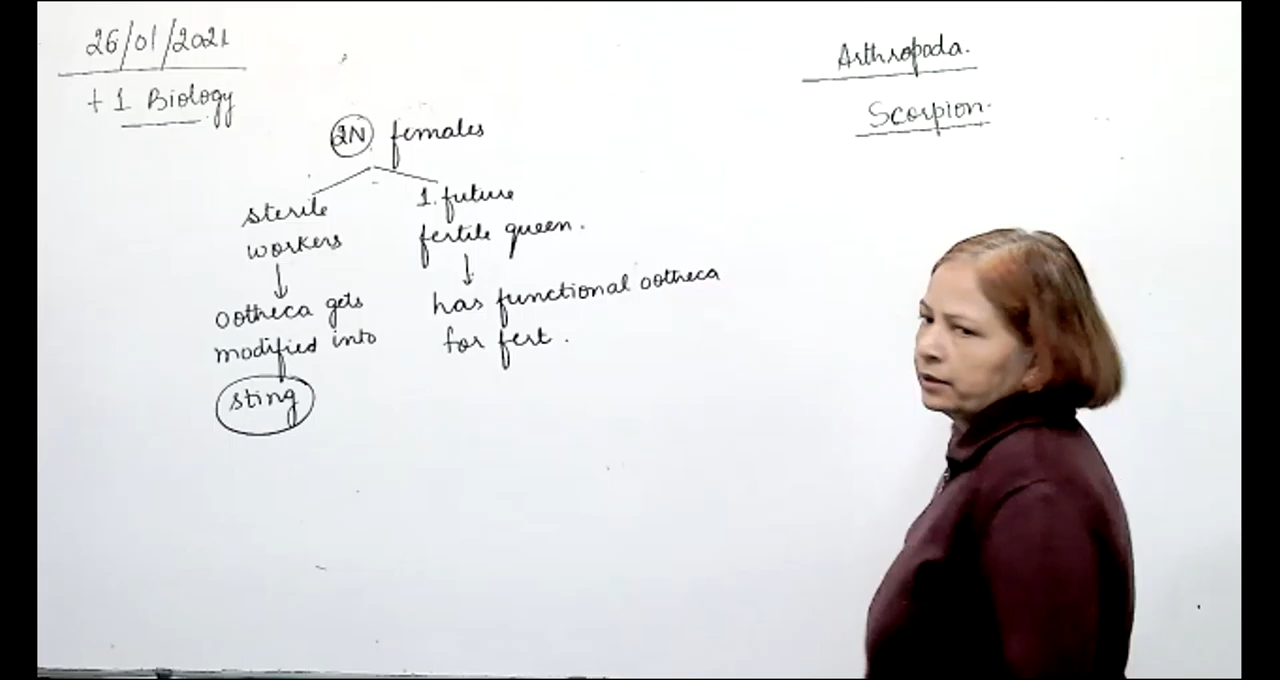 26/01/2021
+1 Biology
Arthropoda.
Scorpion.
2N females
sterile
workers
ootheca gets
modified into
sting
1. future
fertile queen.
has functional ootheca
for fert.